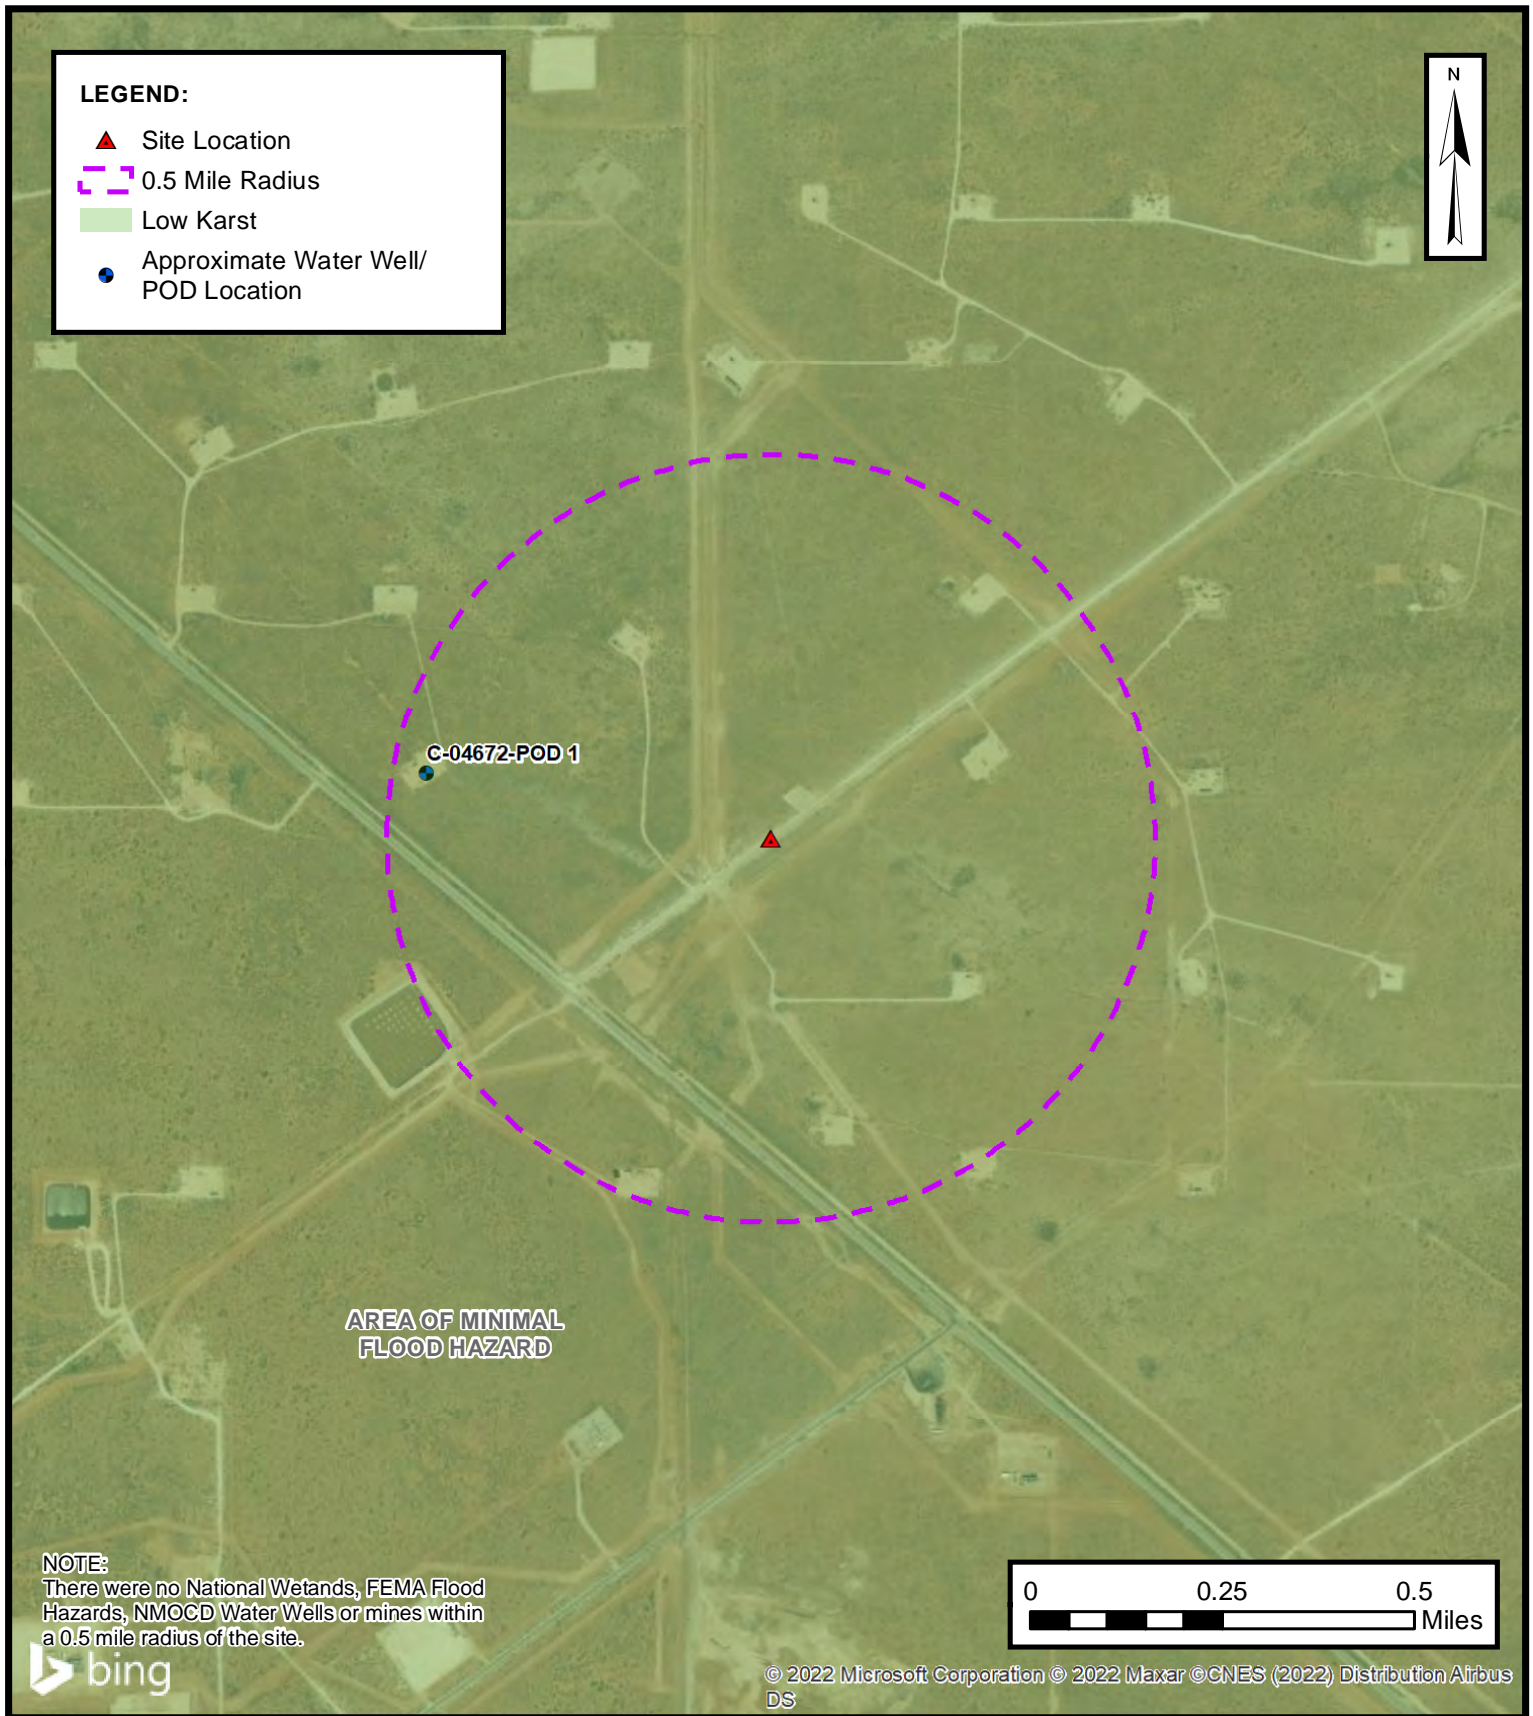 LEGEND:
Site Location
0.5 Mile Radius
Low Karst
Approximate Water Well/
POD Location
N
C-04672-POD 1
AREA OF MINIMAL
FLOOD HAZARD
NOTE:
There were no National Wetands, FEMA Flood
Hazards, NMOCD Water Wells or mines within
a 0.5 mile radius of the site.
bing
0 0.25 0.5
Miles
© 2022 Microsoft Corporation © 2022 Maxar ©CNES (2022) Distribution Airbus
DS